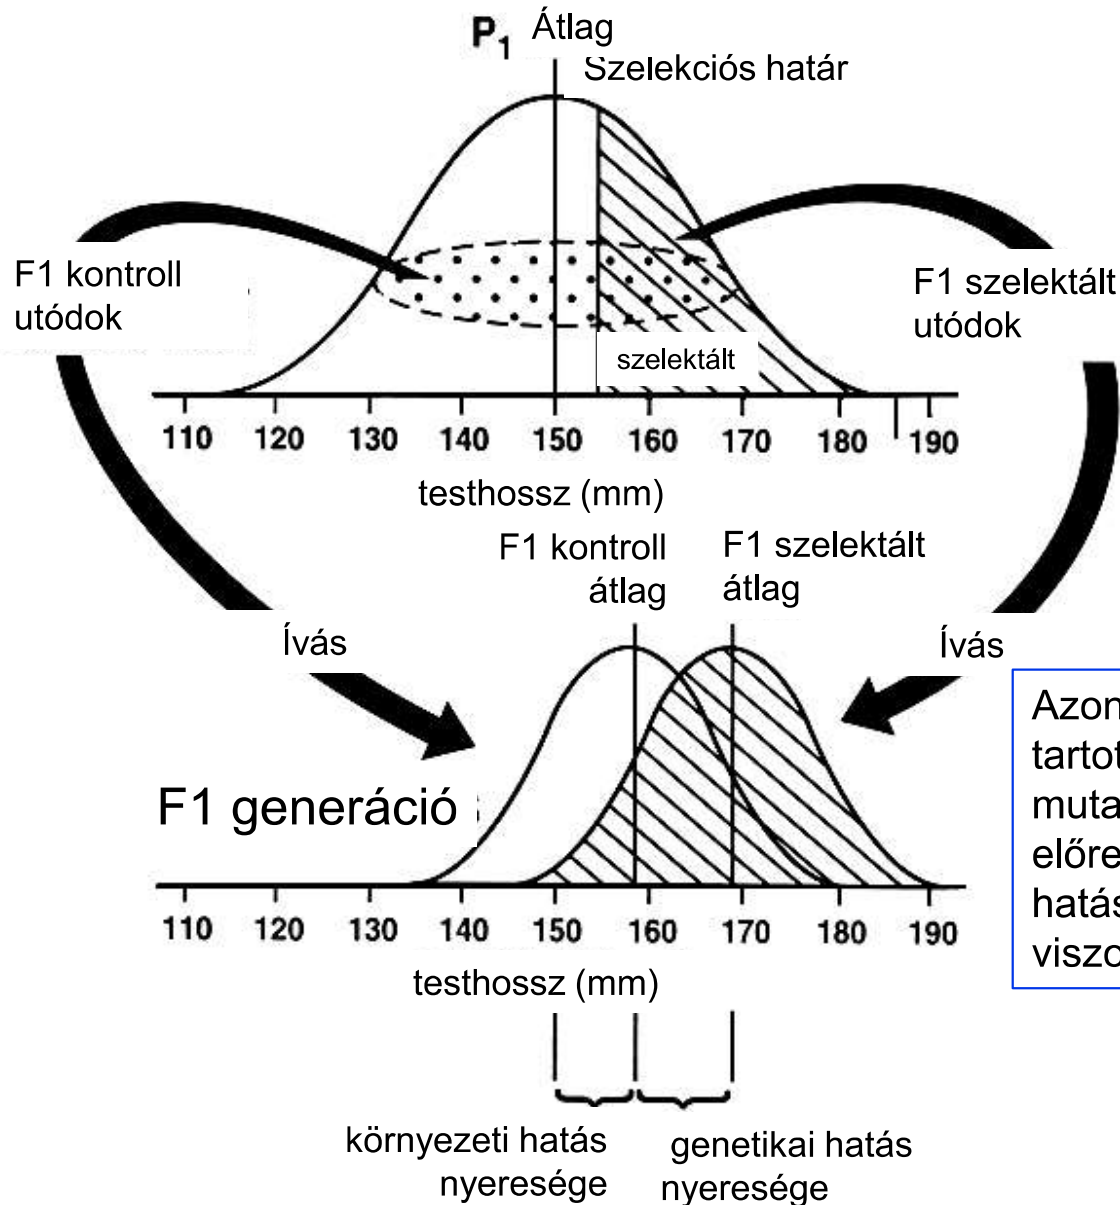 P₁ Átlag
Szelekciós határ
F1 kontroll
utódok
F1 szelektált
utódok
szelektált
110 120 130 140 150 160 170 180 190
testhossz (mm)
F1 kontroll
átlag
F1 szelektált
átlag
Ívás
Ívás
F1 generáció
110 120 130 140 150 160 170 180 190
testhossz (mm)
környezeti hatás
nyeresége
genetikai hatás
nyeresége